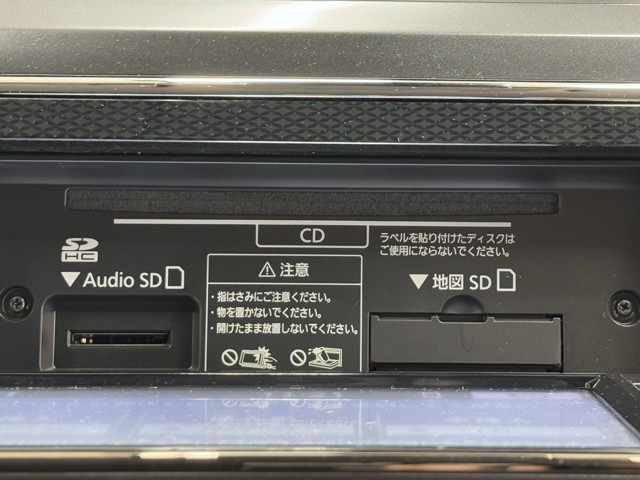 CD
ラベルを貼り付けたディスクは
ご使用にならないでください。
SD
HC
▼Audio SD
⚠注意
・指はさみにご注意ください。
・物を置かないでください。
・開けたまま放置しないでください。
▼地図 SD